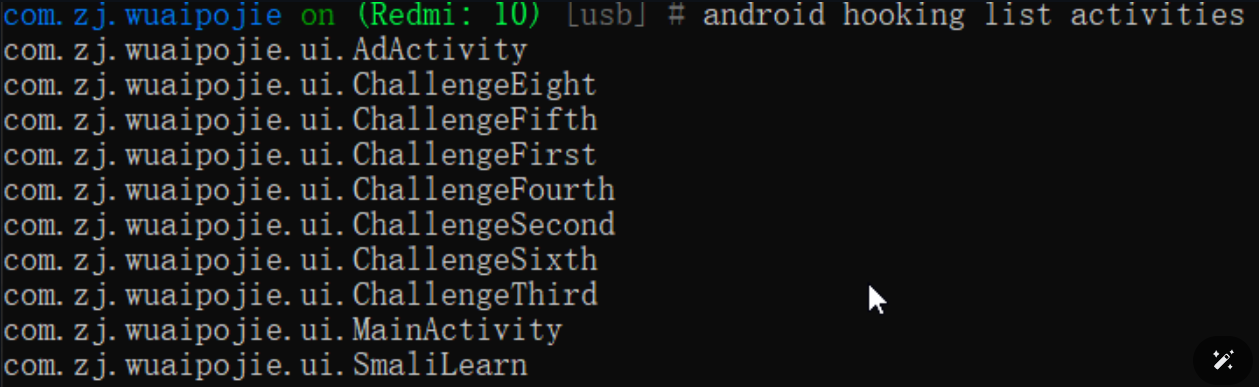 com.zj.wuaipojie on (Redmi: 10) [usb] # android hooking list activities
com.zj.wuaipojie.ui.AdActivity
com.zj.wuaipojie.ui.ChallengeEight
com.zj.wuaipojie.ui.ChallengeFifth
com.zj.wuaipojie.ui.ChallengeFirst
com.zj.wuaipojie.ui.ChallengeFourth
com.zj.wuaipojie.ui.ChallengeSecond
com.zj.wuaipojie.ui.ChallengeSixth
com.zj.wuaipojie.ui.ChallengeThird
com.zj.wuaipojie.ui.MainActivity
com.zj.wuaipojie.ui.SmaliLearn